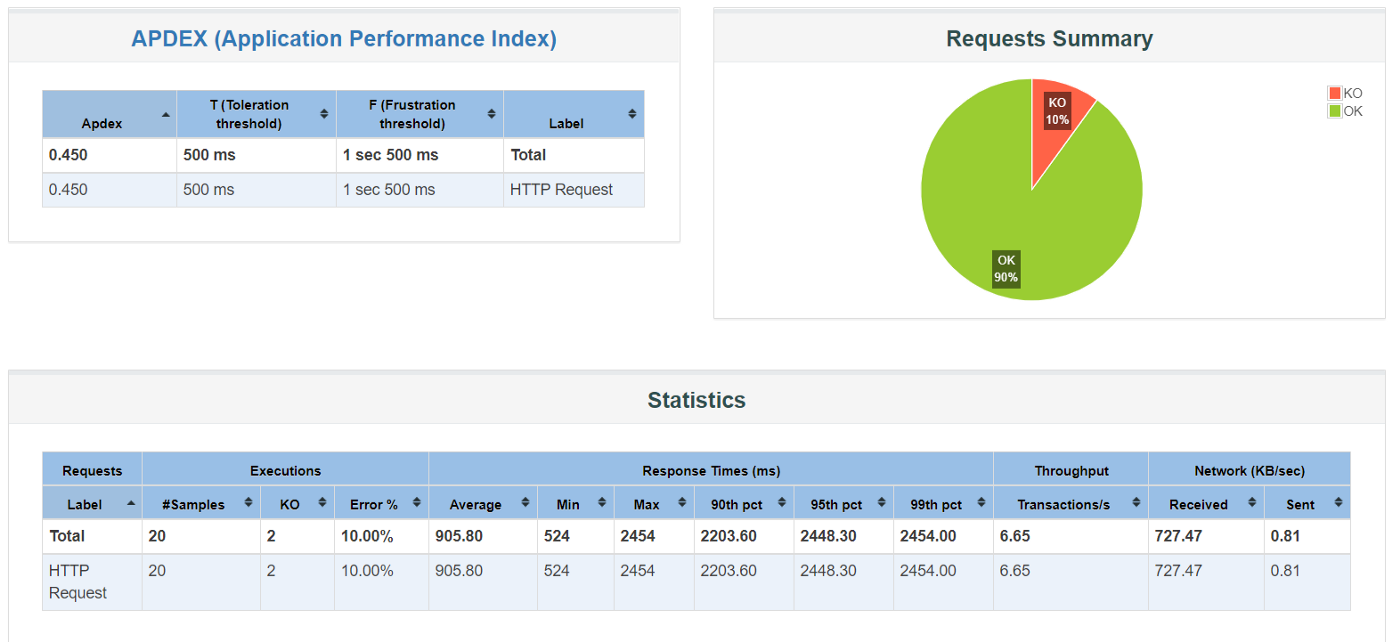 APDEX (Application Performance Index)
Apdex T (Toleration threshold) F (Frustration threshold) Label
0.450 500 ms 1 sec 500 ms Total
0.450 500 ms 1 sec 500 ms HTTP Request
Requests Summary
KO
10%
OK
90%
KO
OK
Statistics
Requests Executions Response Times (ms) Throughput Network (KB/sec)
Label #Samples KO Error % Average Min Max 90th pct 95th pct 99th pct Transactions/s Received Sent
Total 20 2 10.00% 905.80 524 2454 2203.60 2448.30 2454.00 6.65 727.47 0.81
HTTP Request 20 2 10.00% 905.80 524 2454 2203.60 2448.30 2454.00 6.65 727.47 0.81